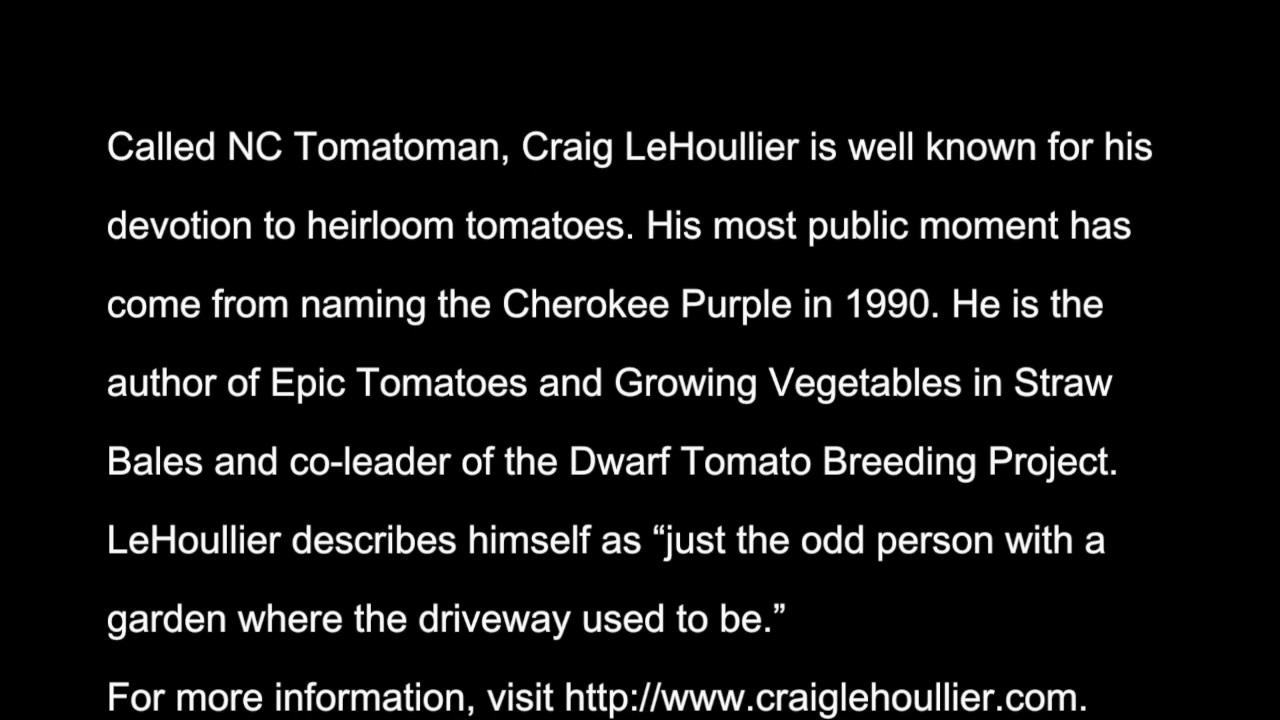 Called NC Tomatoman, Craig LeHoullier is well known for his
devotion to heirloom tomatoes. His most public moment has
come from naming the Cherokee Purple in 1990. He is the
author of Epic Tomatoes and Growing Vegetables in Straw
Bales and co-leader of the Dwarf Tomato Breeding Project.
LeHoullier describes himself as “just the odd person with a
garden where the driveway used to be.”
For more information, visit http://www.craiglehoullier.com.